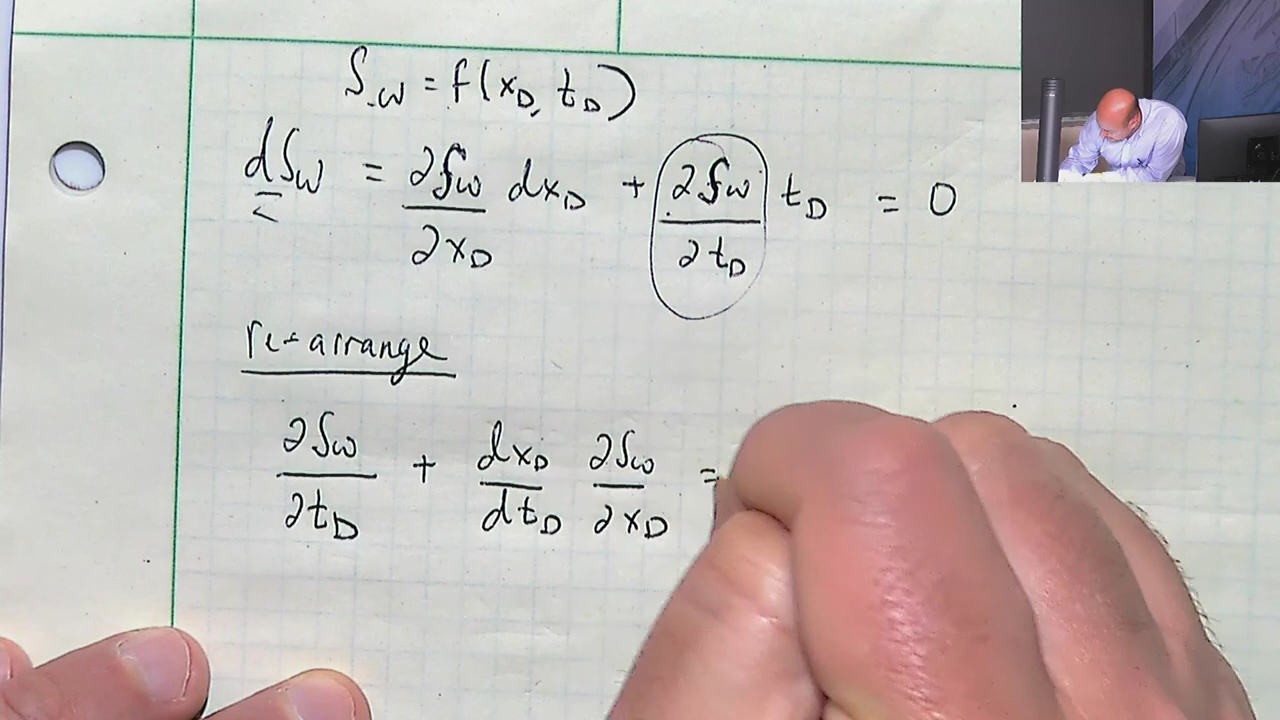 S_w = f(x_D, t_D)
dS_w = ∂S_w/∂x_D dx_D + ∂S_w/∂t_D t_D = 0
re-arrange
∂S_w/∂t_D + dx_D/dt_D ∂S_w/∂x_D =